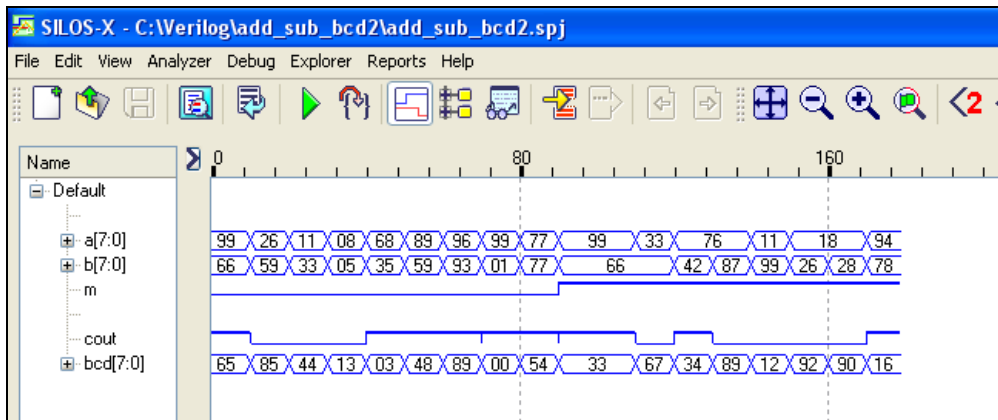 SILOS-X - C:\Verilog\add_sub_bcd2\add_sub_bcd2.spj
File Edit View Analyzer Debug Explorer Reports Help
2
Name 0 80 160
Default
a[7:0] 99 26 11 08 68 89 96 99 77 99 33 76 11 18 94
b[7:0] 66 59 33 05 35 59 93 01 77 66 42 87 99 26 28 78
m
cout
bcd[7:0] 65 85 44 13 03 48 89 00 54 33 67 34 89 12 92 90 16